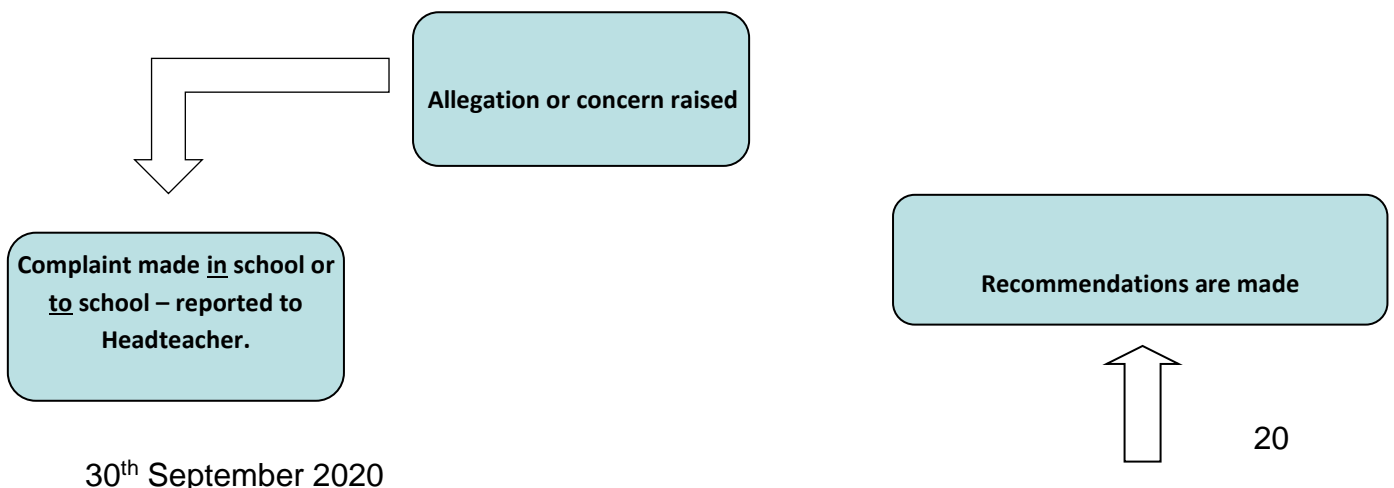 Allegation or concern raised
Complaint made in school or
to school – reported to
Headteacher.
Recommendations are made
20
30th September 2020